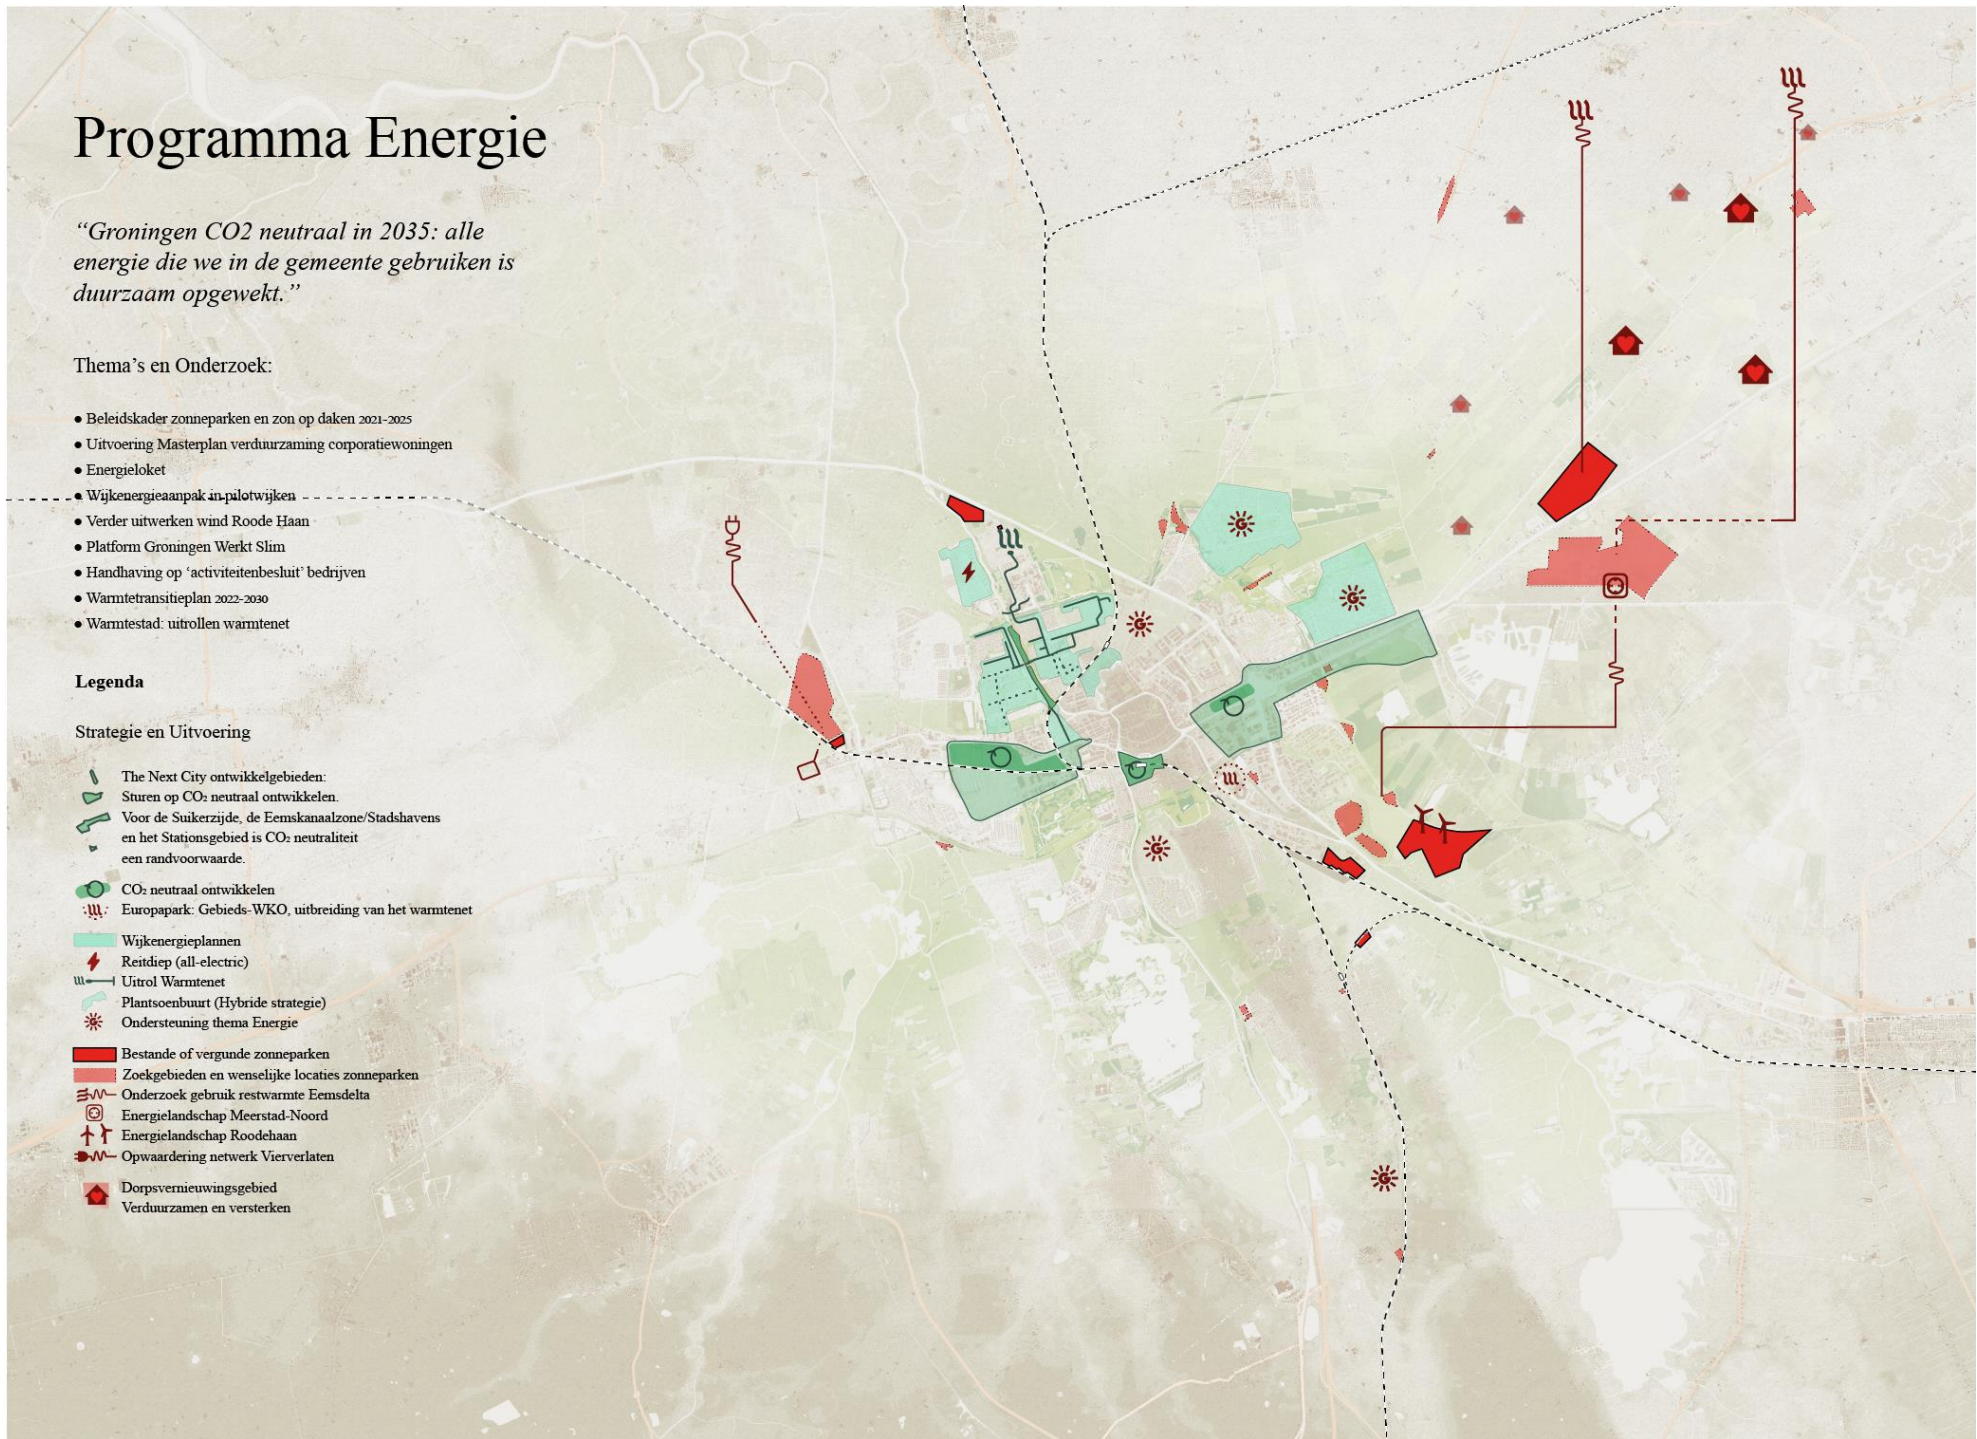 Programma Energie
“Groningen CO2 neutraal in 2035: alle
energie die we in de gemeente gebruiken is
duurzaam opgewekt.”
Thema’s en Onderzoek:
● Beleidskader zonneparken en zon op daken 2021-2025
● Uitvoering Masterplan verduurzaming corporatiewoningen
● Energieloket
● Wijkenergieaanpak in pilotwijken
● Verder uitwerken wind Roode Haan
● Platform Groningen Werkt Slim
● Handhaving op ‘activiteitenbesluit’ bedrijven
● Warmtetransitieplan 2022-2030
● Warmtestad: uitrollen warmtenet
Legenda
Strategie en Uitvoering
The Next City ontwikkelgebieden:
Sturen op CO₂ neutraal ontwikkelen.
Voor de Suikerzijde, de Eemskanaalzone/Stadshavens
en het Stationsgebied is CO₂ neutraliteit
een randvoorwaarde.
CO₂ neutraal ontwikkelen
Europapark: Gebieds-WKO, uitbreiding van het warmtenet
Wijkenergieplannen
Reitdiep (all-electric)
Uitrol Warmtenet
Plantsoenbuurt (Hybride strategie)
Ondersteuning thema Energie
Bestande of vergunde zonneparken
Zoekgebieden en wenselijke locaties zonneparken
Onderzoek gebruik restwarmte Eemsdelta
Energielandschap Meerstad-Noord
Energielandschap Roodehaan
Opwaardering netwerk Vierverlaten
Dorpsvernieuwingsgebied
Verduurzamen en versterken